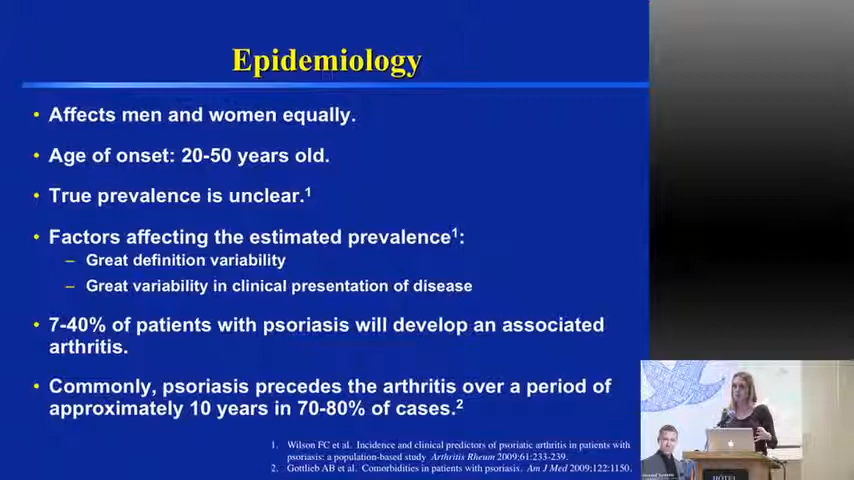 Epidemiology
• Affects men and women equally.
• Age of onset: 20-50 years old.
• True prevalence is unclear.1
• Factors affecting the estimated prevalence1:
– Great definition variability
– Great variability in clinical presentation of disease
• 7-40% of patients with psoriasis will develop an associated
arthritis.
• Commonly, psoriasis precedes the arthritis over a period of
approximately 10 years in 70-80% of cases.2
1. Wilson FC et al. Incidence and clinical predictors of psoriatic arthritis in patients with
psoriasis: a population-based study Arthritis Rheum 2009;61:233-239.
2. Gottlieb AB et al. Comorbidities in patients with psoriasis. Am J Med 2009;122:1150.
HÔTEL